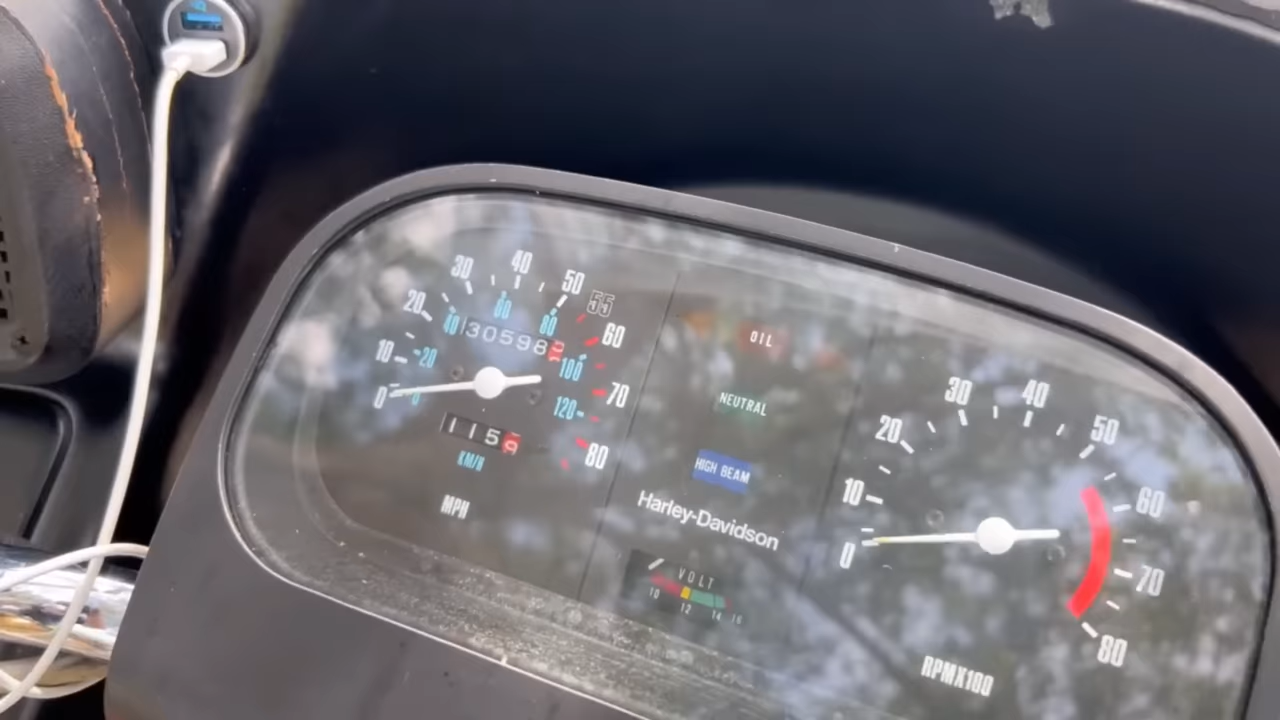 0 10 20 30 40 50 55 60 70 80
0 20 40 60 80 100 120
30598
1159
KM/H
MPH
OIL
NEUTRAL
HIGH BEAM
Harley-Davidson
VOLT
10 12 14 16
0 10 20 30 40 50 60 70 80
RPMX100